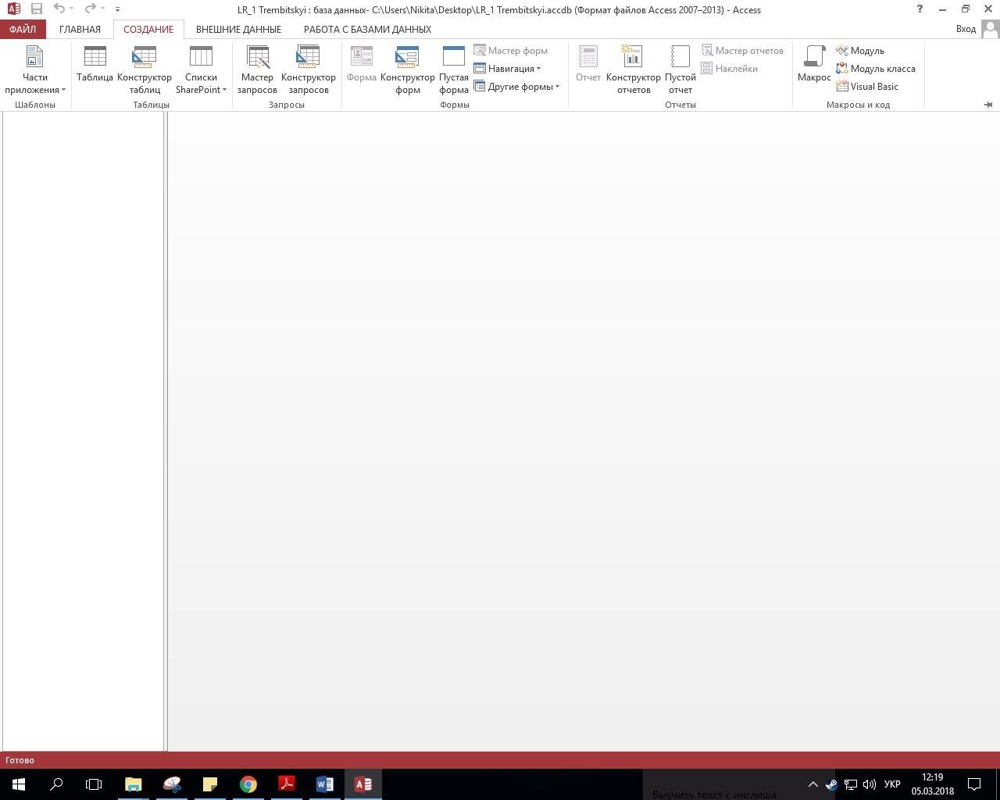 LR_1 Trembitskyi : база данных- C:\Users\Nikita\Desktop\LR_1 Trembitskyi.accdb (Формат файлов Access 2007–2013) - Access
ФАЙЛ ГЛАВНАЯ СОЗДАНИЕ ВНЕШНИЕ ДАННЫЕ РАБОТА С БАЗАМИ ДАННЫХ Вход
Части приложения
Шаблоны
Таблица
Конструктор таблиц
Списки SharePoint
Таблицы
Мастер запросов
Конструктор запросов
Запросы
Форма
Конструктор форм
Пустая форма
Мастер форм
Навигация
Другие формы
Формы
Отчет
Конструктор отчетов
Пустой отчет
Мастер отчетов
Наклейки
Отчеты
Макрос
Модуль
Модуль класса
Visual Basic
Макросы и код
Готово
Выучить текст с инглиша
УКР
12:19
05.03.2018